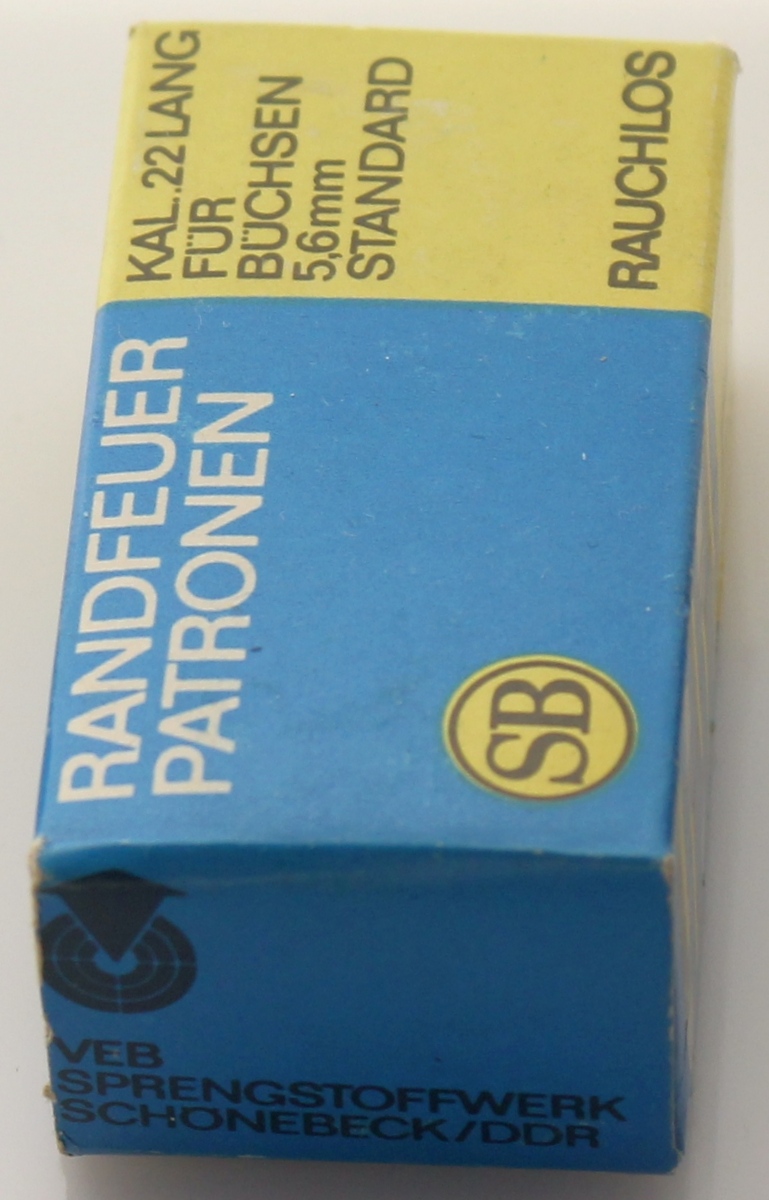 RANDFEUER
PATRONEN
SB
KAL..22 LANG
FÜR
BÜCHSEN
5,6mm
STANDARD
RAUCHLOS
VEB
SPRENGSTOFFWERK
SCHÖNEBECK/DDR